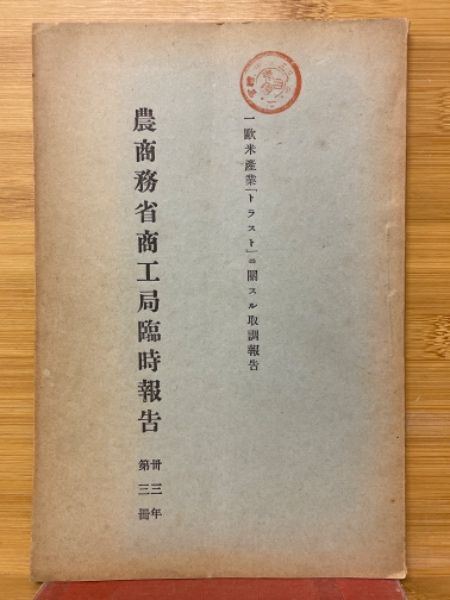 一歐米產業「トラスト」ニ關スル取調報告
農商務省商工局臨時報告
卅三年
第三冊